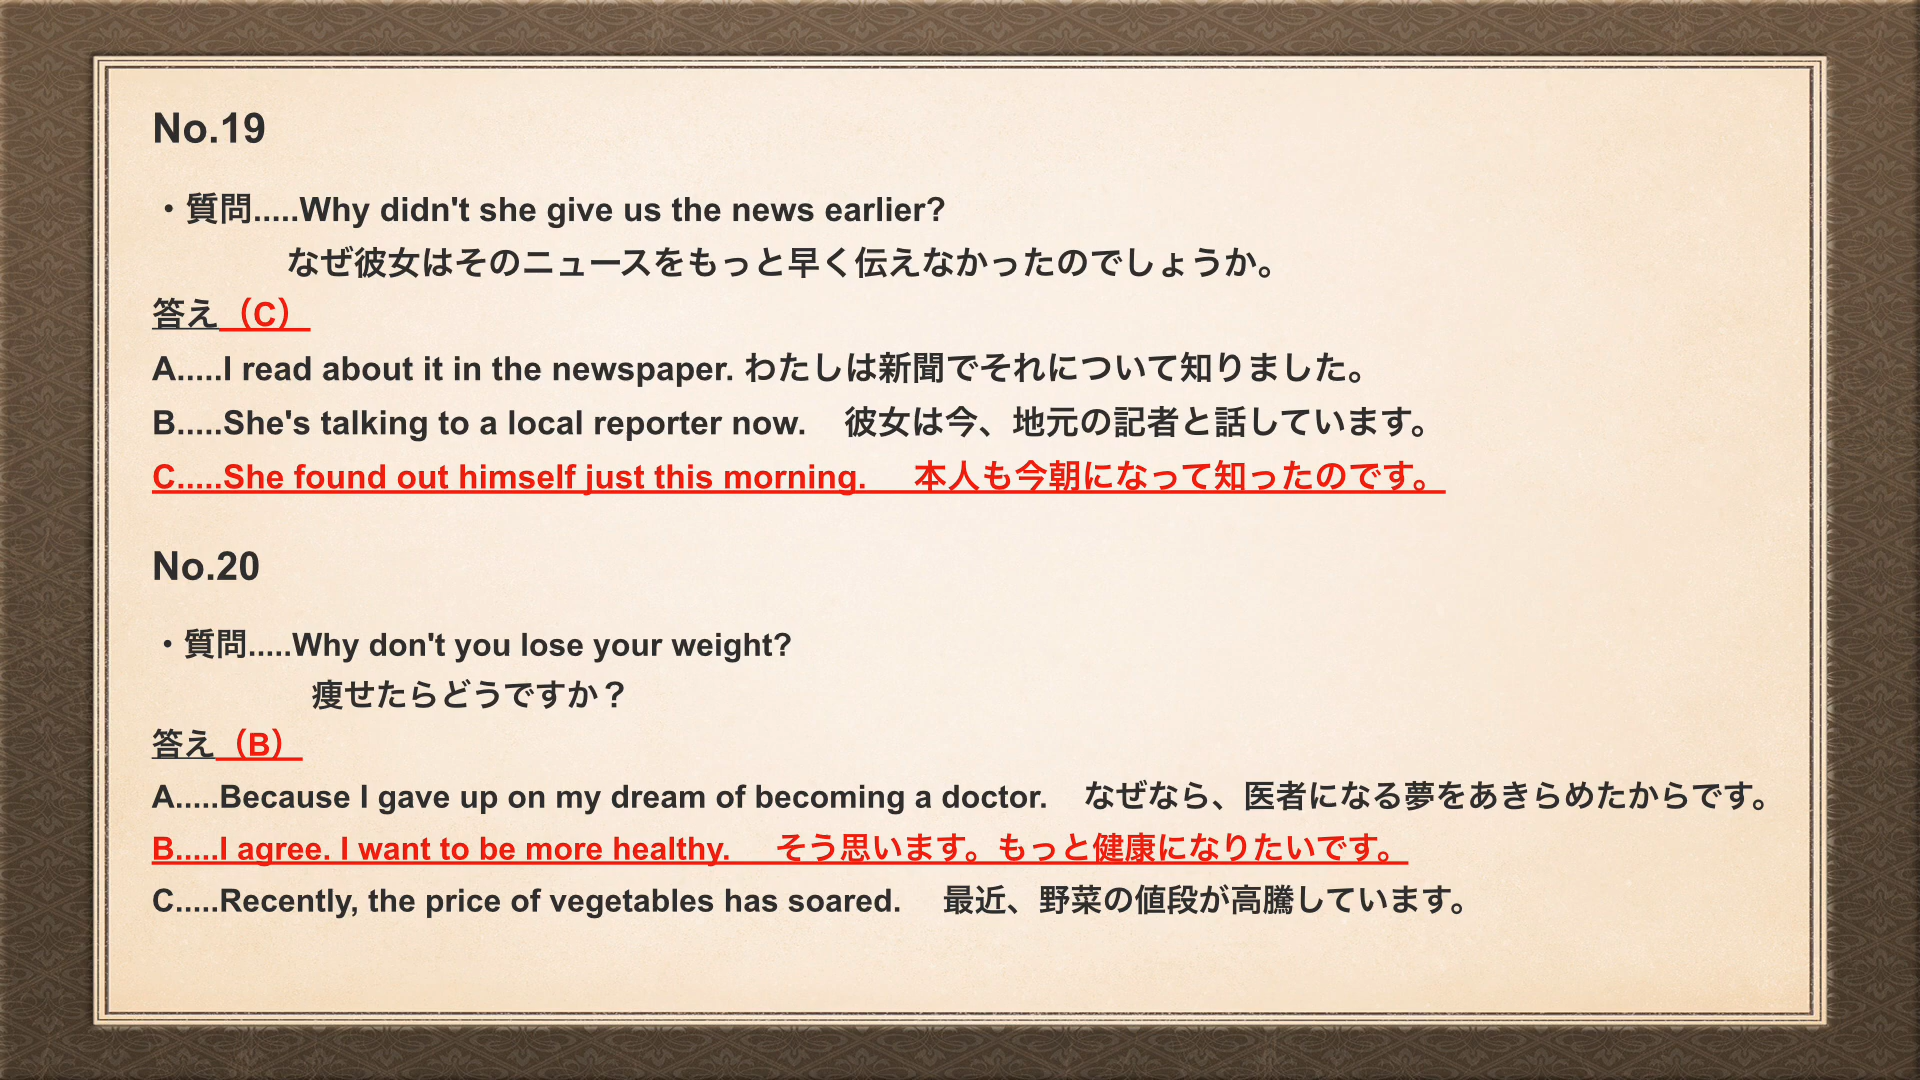 No.19
・質問.....Why didn't she give us the news earlier?
なぜ彼女はそのニュースをもっと早く伝えなかったのでしょうか。
答え（C）
A.....I read about it in the newspaper. わたしは新聞でそれについて知りました。
B.....She's talking to a local reporter now.　彼女は今、地元の記者と話しています。
C.....She found out himself just this morning.　 本人も今朝になって知ったのです。
No.20
・質問.....Why don't you lose your weight?
痩せたらどうですか？
答え（B）
A.....Because I gave up on my dream of becoming a doctor.　なぜなら、医者になる夢をあきらめたからです。
B.....I agree. I want to be more healthy.　 そう思います。もっと健康になりたいです。
C.....Recently, the price of vegetables has soared.　 最近、野菜の値段が高騰しています。